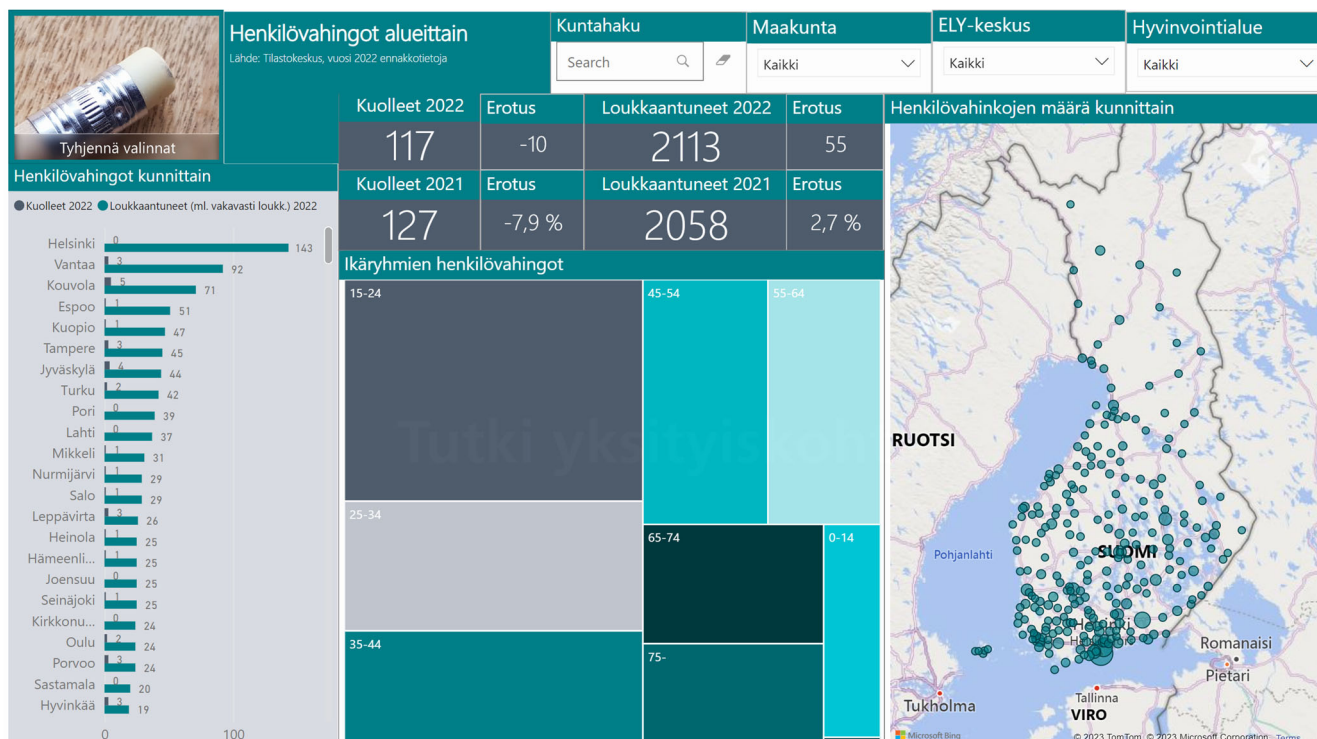 Henkilövahingot alueittain
Lähde: Tilastokeskus, vuosi 2022 ennakkotietoja
Kuntahaku
Search
Maakunta
Kaikki
ELY-keskus
Kaikki
Hyvinvointialue
Kaikki
Tyhjennä valinnat
Kuolleet 2022
Erotus
Loukkaantuneet 2022
Erotus
117
-10
2113
55
Kuolleet 2021
Erotus
Loukkaantuneet 2021
Erotus
127
-7,9 %
2058
2,7 %
Henkilövahingot kunnittain
Kuolleet 2022 Loukkaantuneet (ml. vakavasti loukk.) 2022
Helsinki 0 143
Vantaa 3 92
Kouvola 5 71
Espoo 1 51
Kuopio 1 47
Tampere 3 45
Jyväskylä 4 44
Turku 2 42
Pori 0 39
Lahti 0 37
Mikkeli 1 31
Nurmijärvi 1 29
Salo 1 29
Leppävirta 3 26
Heinola 1 25
Hämeenli... 1 25
Joensuu 0 25
Seinäjoki 1 25
Kirkkonu... 0 24
Oulu 2 24
Porvoo 3 24
Sastamala 0 20
Hyvinkää 3 19
0 100
Ikäryhmien henkilövahingot
15-24
45-54
55-64
Tutki yksityisko
25-34
65-74
0-14
35-44
75-
Henkilövahinkojen määrä kunnittain
RUOTSI
Pohjanlahti
SUOMI
Helsinki
Romanaisi
Pietari
Tukholma
Tallinna
VIRO
Microsoft Bing
© 2023 TomTom, © 2023 Microsoft Corporation Terms